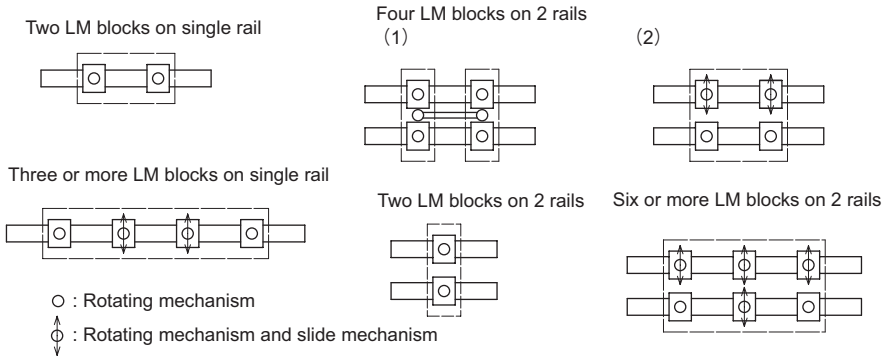 Two LM blocks on single rail
Four LM blocks on 2 rails
（1）
（2）
Three or more LM blocks on single rail
Two LM blocks on 2 rails
Six or more LM blocks on 2 rails
: Rotating mechanism
: Rotating mechanism and slide mechanism